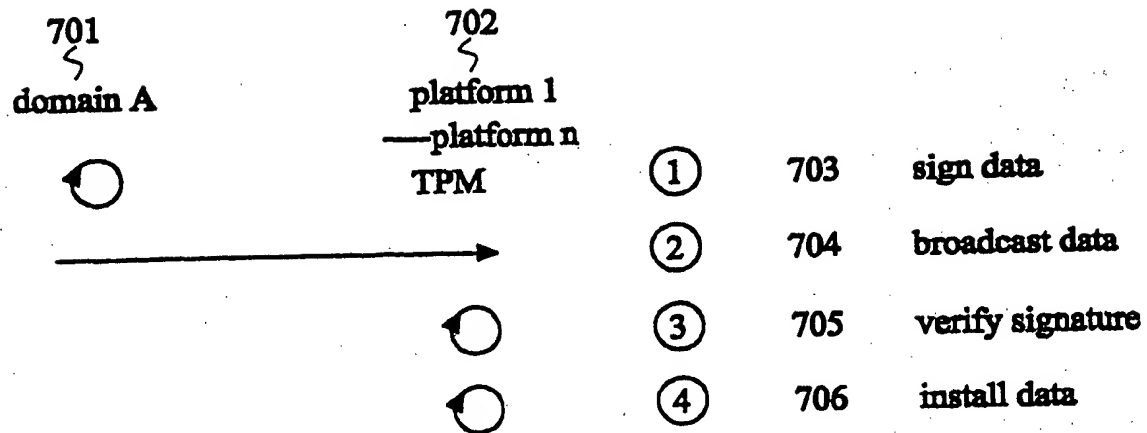 701 702
domain A platform 1
platform n
TPM ① 703 sign data
② 704 broadcast data
③ 705 verify signature
④ 706 install data